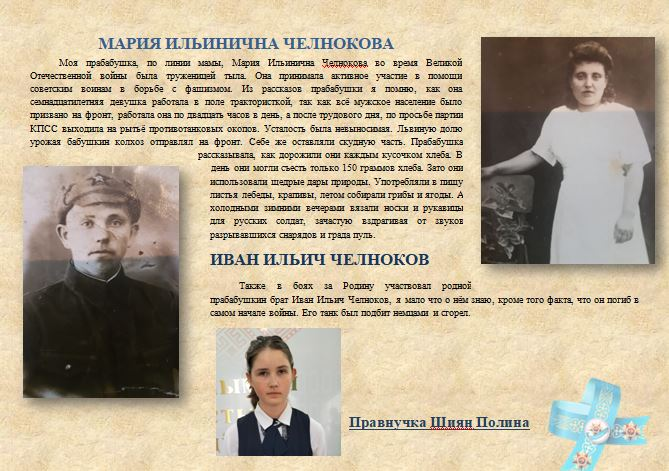 МАРИЯ ИЛЬИНИЧНА ЧЕЛНОКОВА
Моя прабабушка, по линии мамы, Мария Ильинична Челнокова во время Великой
Отечественной войны была труженицей тыла. Она принимала активное участие в помощи
советским воинам в борьбе с фашизмом. Из рассказов прабабушки я помню, как она
семнадцатилетняя девушка работала в поле трактористкой, так как всё мужское население было
призвано на фронт, работала она по двадцать часов в день, а после трудового дня, по просьбе партии
КПСС выходила на рытьё противотанковых окопов. Усталость была невыносимая. Львиную долю
урожая бабушкин колхоз отправлял на фронт. Себе же оставляли скудную часть. Прабабушка
рассказывала, как дорожили они каждым кусочком хлеба. В
день они могли съесть только 150 граммов хлеба. Зато они
использовали щедрые дары природы. Употребляли в пищу
листья лебеды, крапивы, летом собирали грибы и ягоды. А
холодными зимними вечерами вязали носки и рукавицы
для русских солдат, зачастую вздрагивая от звуков
разрывавшихся снарядов и града пуль.
ИВАН ИЛЬИЧ ЧЕЛНОКОВ
Также в боях за Родину участвовал родной
прабабушкин брат Иван Ильич Челноков, я мало что о нём знаю, кроме того факта, что он погиб в
самом начале войны. Его танк был подбит немцами и сгорел.
Правнучка Шиян Полина